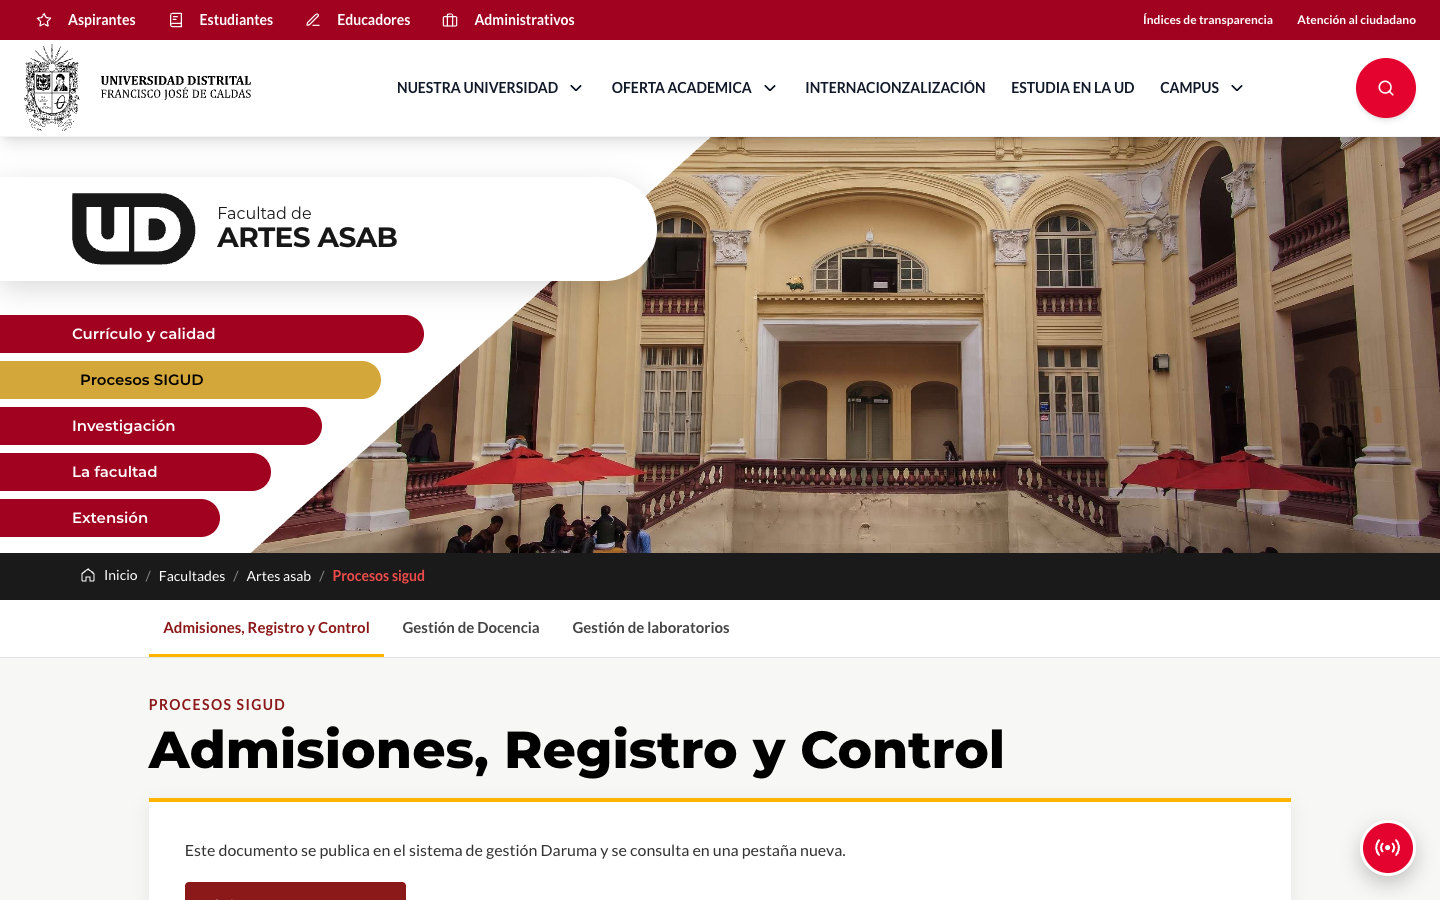 Aspirantes
Estudiantes
Educadores
Administrativos
Índices de transparencia
Atención al ciudadano
UNIVERSIDAD DISTRITAL
FRANCISCO JOSÉ DE CALDAS
NUESTRA UNIVERSIDAD
OFERTA ACADEMICA
INTERNACIONZALIZACIÓN
ESTUDIA EN LA UD
CAMPUS
UD
Facultad de
ARTES ASAB
Currículo y calidad
Procesos SIGUD
Investigación
La facultad
Extensión
Inicio / Facultades / Artes asab / Procesos sigud
Admisiones, Registro y Control
Gestión de Docencia
Gestión de laboratorios
PROCESOS SIGUD
Admisiones, Registro y Control
Este documento se publica en el sistema de gestión Daruma y se consulta en una pestaña nueva.